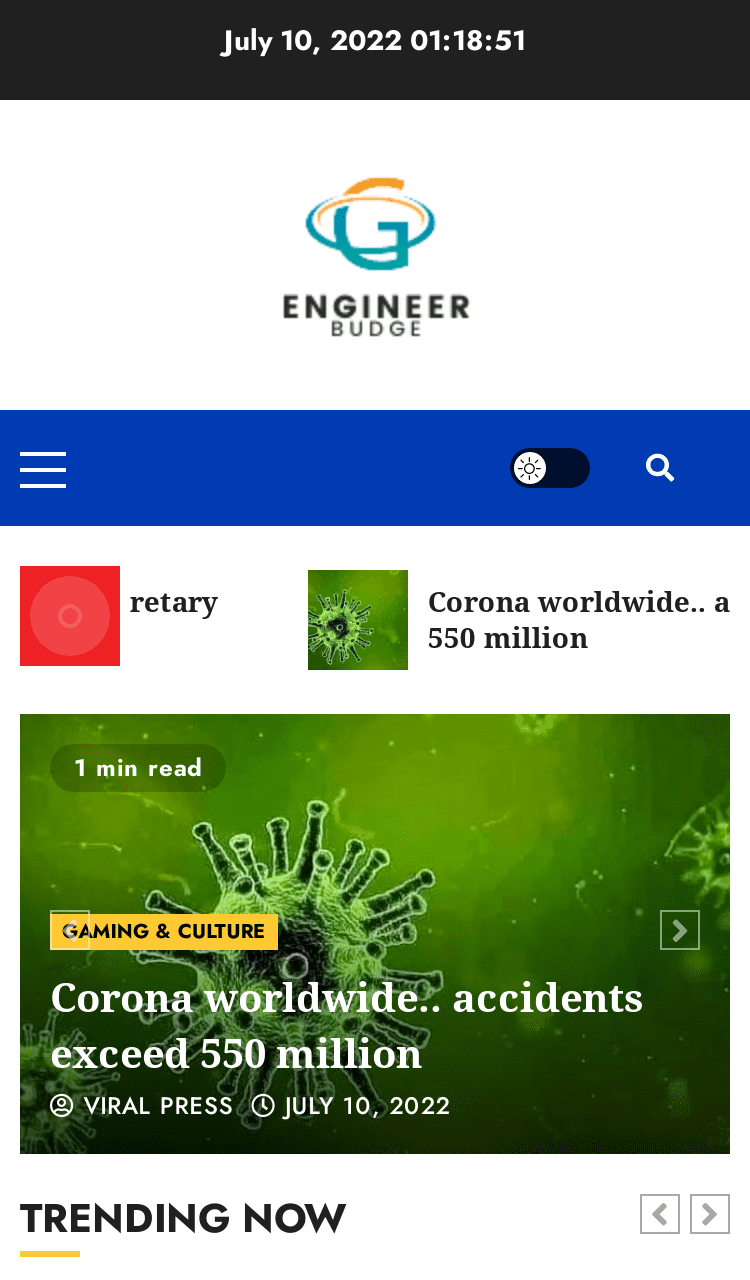 July 10, 2022 01:18:51
ENGINEER
BUDGE
retary
Corona worldwide.. a
550 million
1 min read
GAMING & CULTURE
Corona worldwide.. accidents
exceed 550 million
VIRAL PRESS JULY 10, 2022
TRENDING NOW